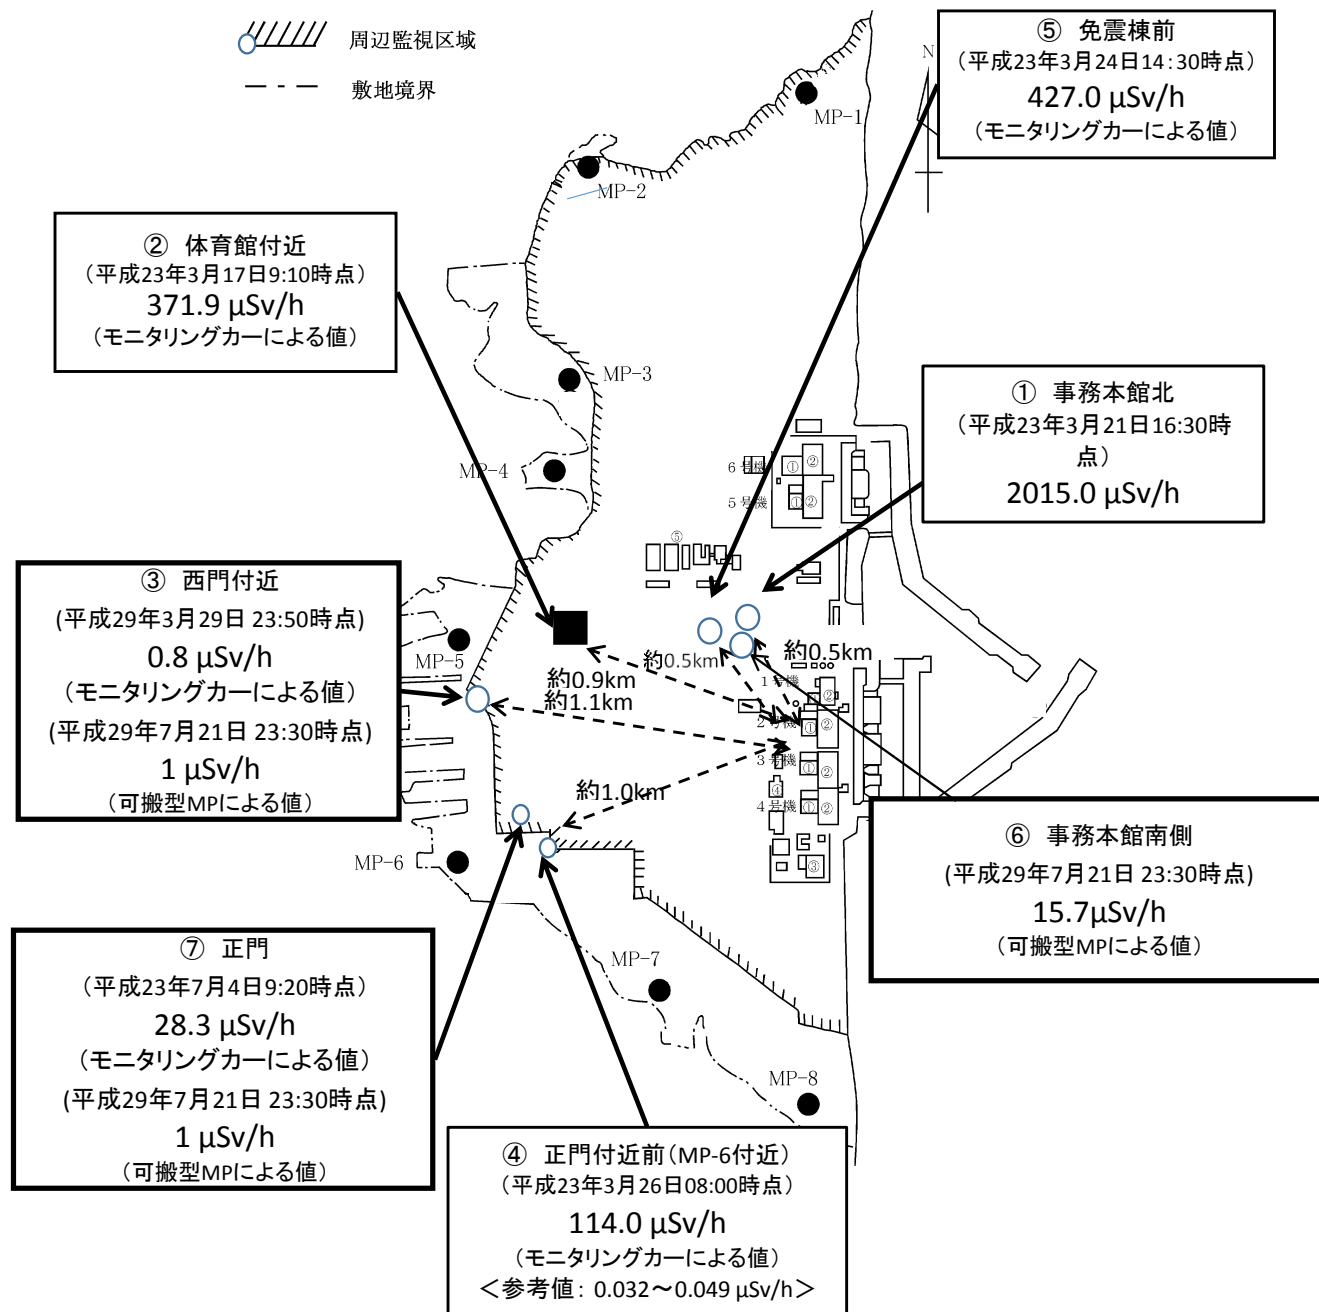 周辺監視区域
敷地境界
⑤ 免震棟前
(平成23年3月24日14:30時点)
427.0 μSv/h
(モニタリングカーによる値)
N
MP-1
MP-2
② 体育館付近
(平成23年3月17日9:10時点)
371.9 μSv/h
(モニタリングカーによる値)
MP-3
MP-4
① 事務本館北
(平成23年3月21日16:30時
点)
2015.0 μSv/h
6号機
①
②
5号機
①
②
⑤
③ 西門付近
(平成29年3月29日 23:50時点)
0.8 μSv/h
(モニタリングカーによる値)
(平成29年7月21日 23:30時点)
1 μSv/h
(可搬型MPによる値)
MP-5
約0.5km
約0.5km
約0.9km
約1.1km
1号機
②
2号機
①
②
3号機
①
②
④
4号機
①
②
③
約1.0km
MP-6
⑥ 事務本館南側
(平成29年7月21日 23:30時点)
15.7μSv/h
(可搬型MPによる値)
⑦ 正門
(平成23年7月4日9:20時点)
28.3 μSv/h
(モニタリングカーによる値)
(平成29年7月21日 23:30時点)
1 μSv/h
(可搬型MPによる値)
MP-7
MP-8
④ 正門付近前(MP-6付近)
(平成23年3月26日08:00時点)
114.0 μSv/h
(モニタリングカーによる値)
<参考値: 0.032~0.049 μSv/h>